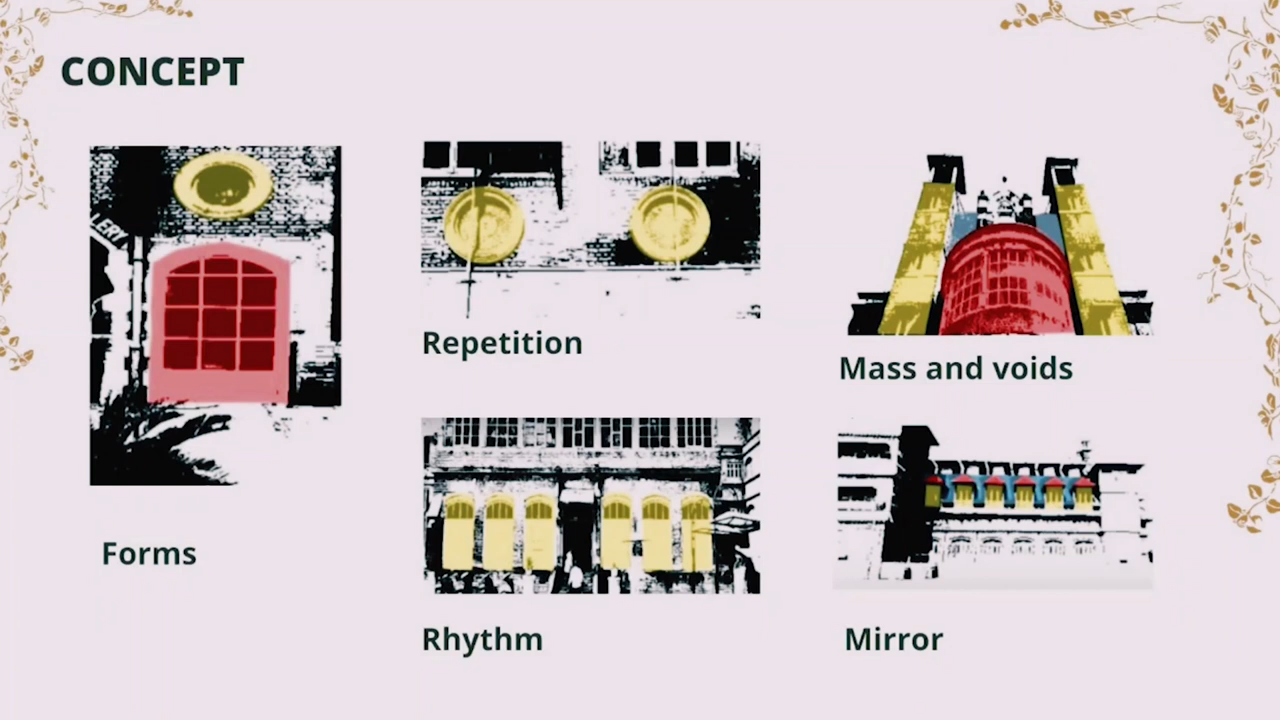 CONCEPT
Repetition
Mass and voids
Forms
Rhythm
Mirror